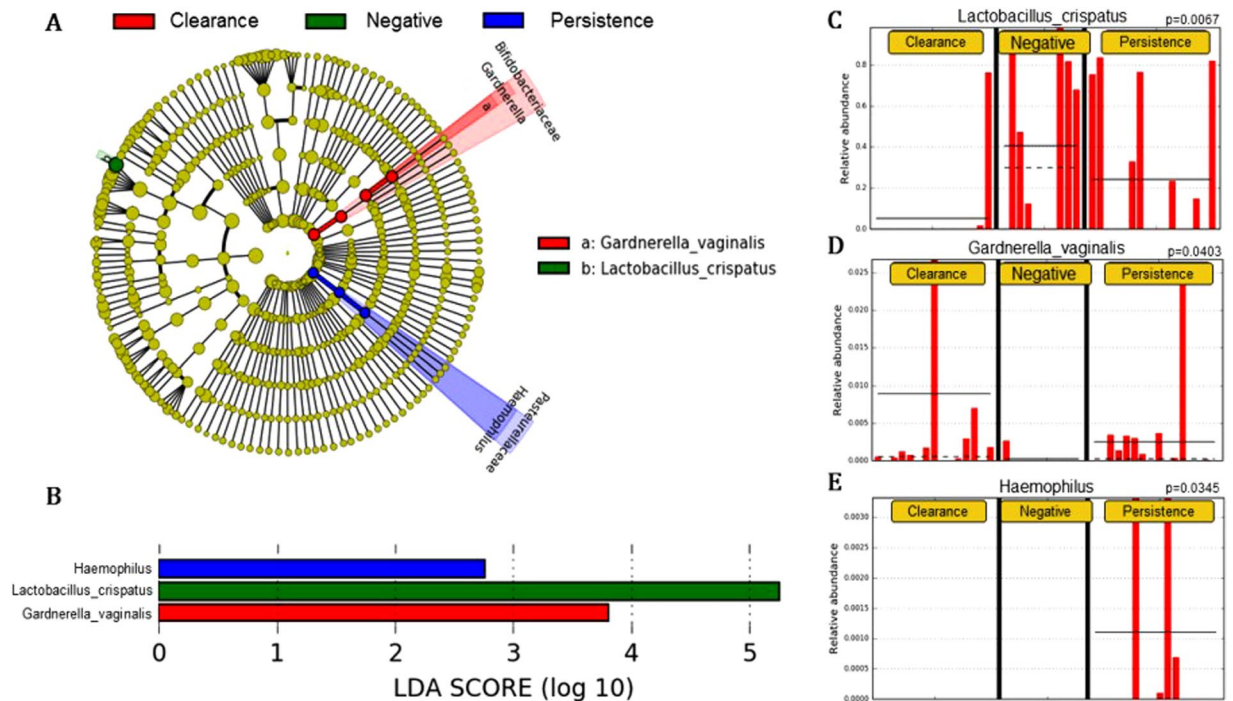 A
Clearance
Negative
Persistence
Bifidobacteriaceae
Gardnerella
a
b
a: Gardnerella_vaginalis
b: Lactobacillus_crispatus
Haemophilus
Pasteurellaceae
B
Haemophilus
Lactobacillus_crispatus
Gardnerella_vaginalis
0 1 2 3 4 5
LDA SCORE (log 10)
C
Lactobacillus_crispatus
p=0.0067
Clearance
Negative
Persistence
Relative abundance
0.8
0.6
0.4
0.2
0.0
D
Gardnerella_vaginalis
p=0.0403
Clearance
Negative
Persistence
Relative abundance
0.025
0.020
0.015
0.010
0.005
0.000
E
Haemophilus
p=0.0345
Clearance
Negative
Persistence
Relative abundance
0.0030
0.0025
0.0020
0.0015
0.0010
0.0005
0.0000